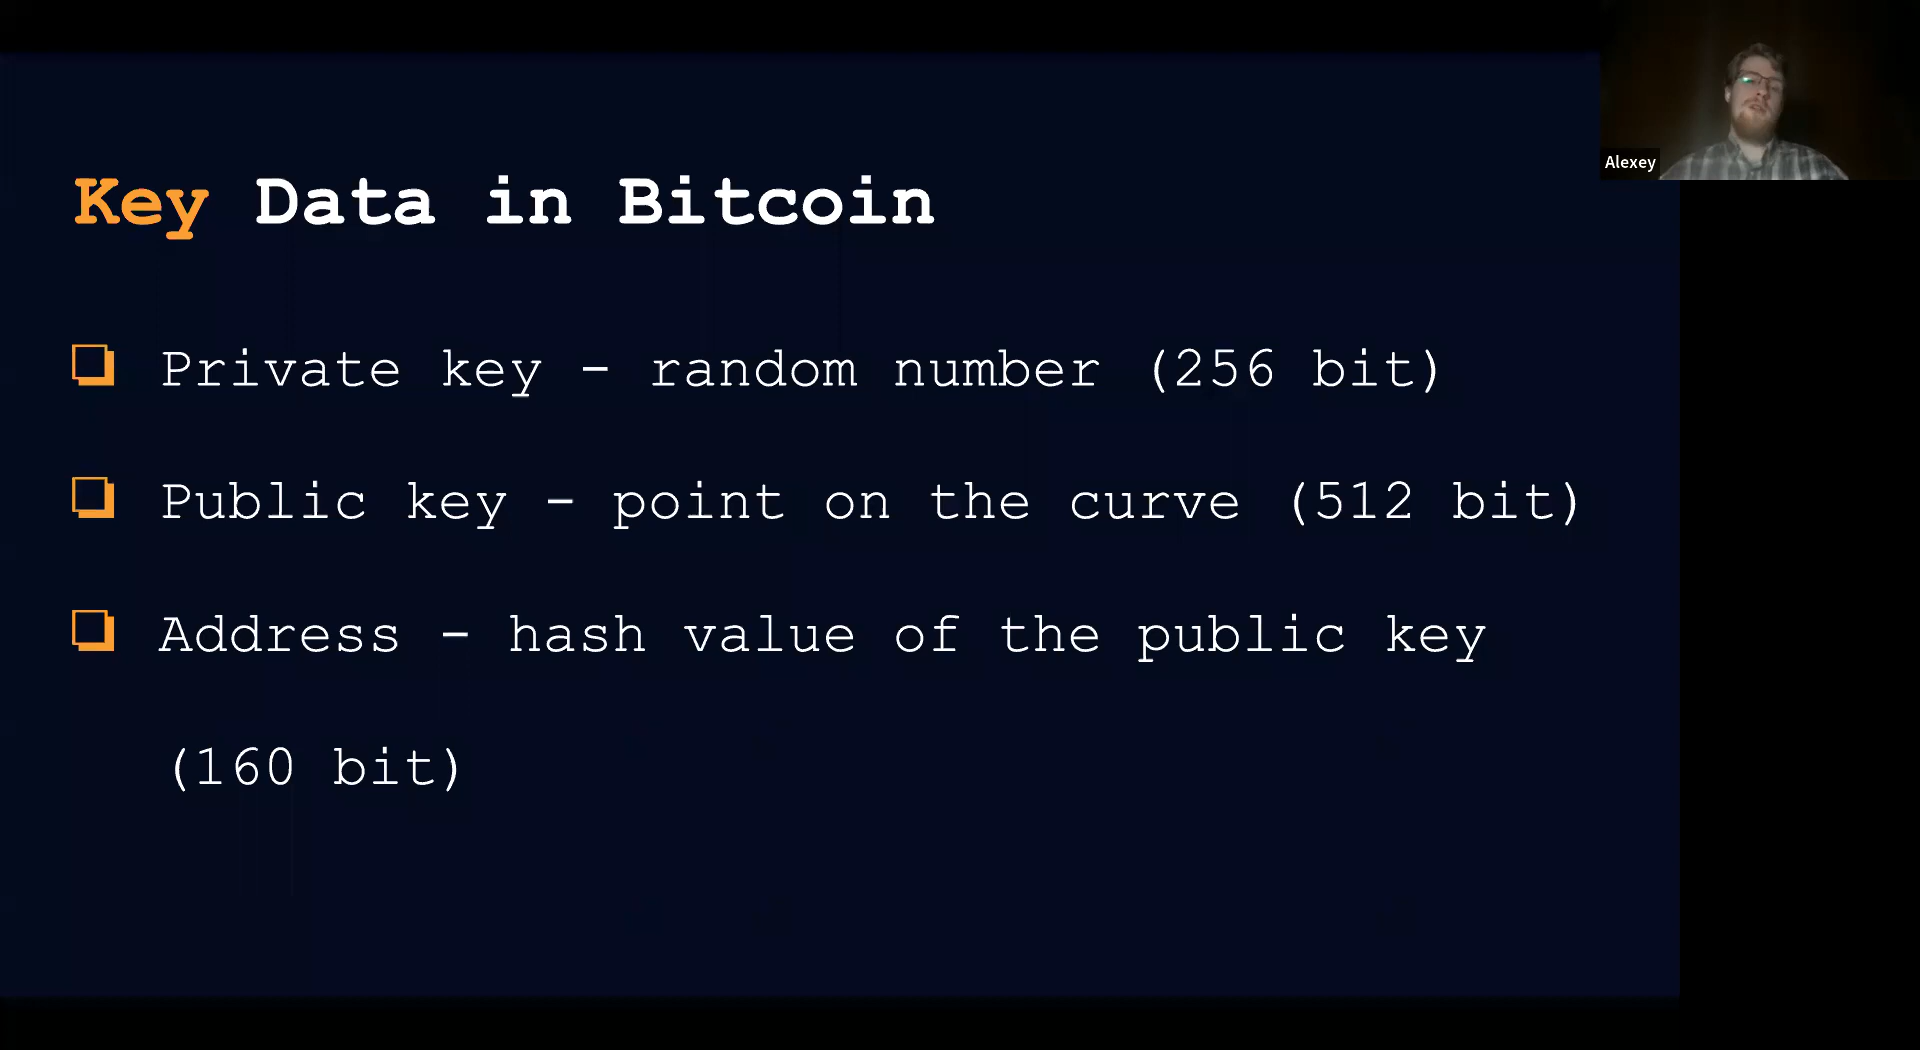 Alexey
Key Data in Bitcoin
Private key - random number (256 bit)
Public key - point on the curve (512 bit)
Address - hash value of the public key
(160 bit)